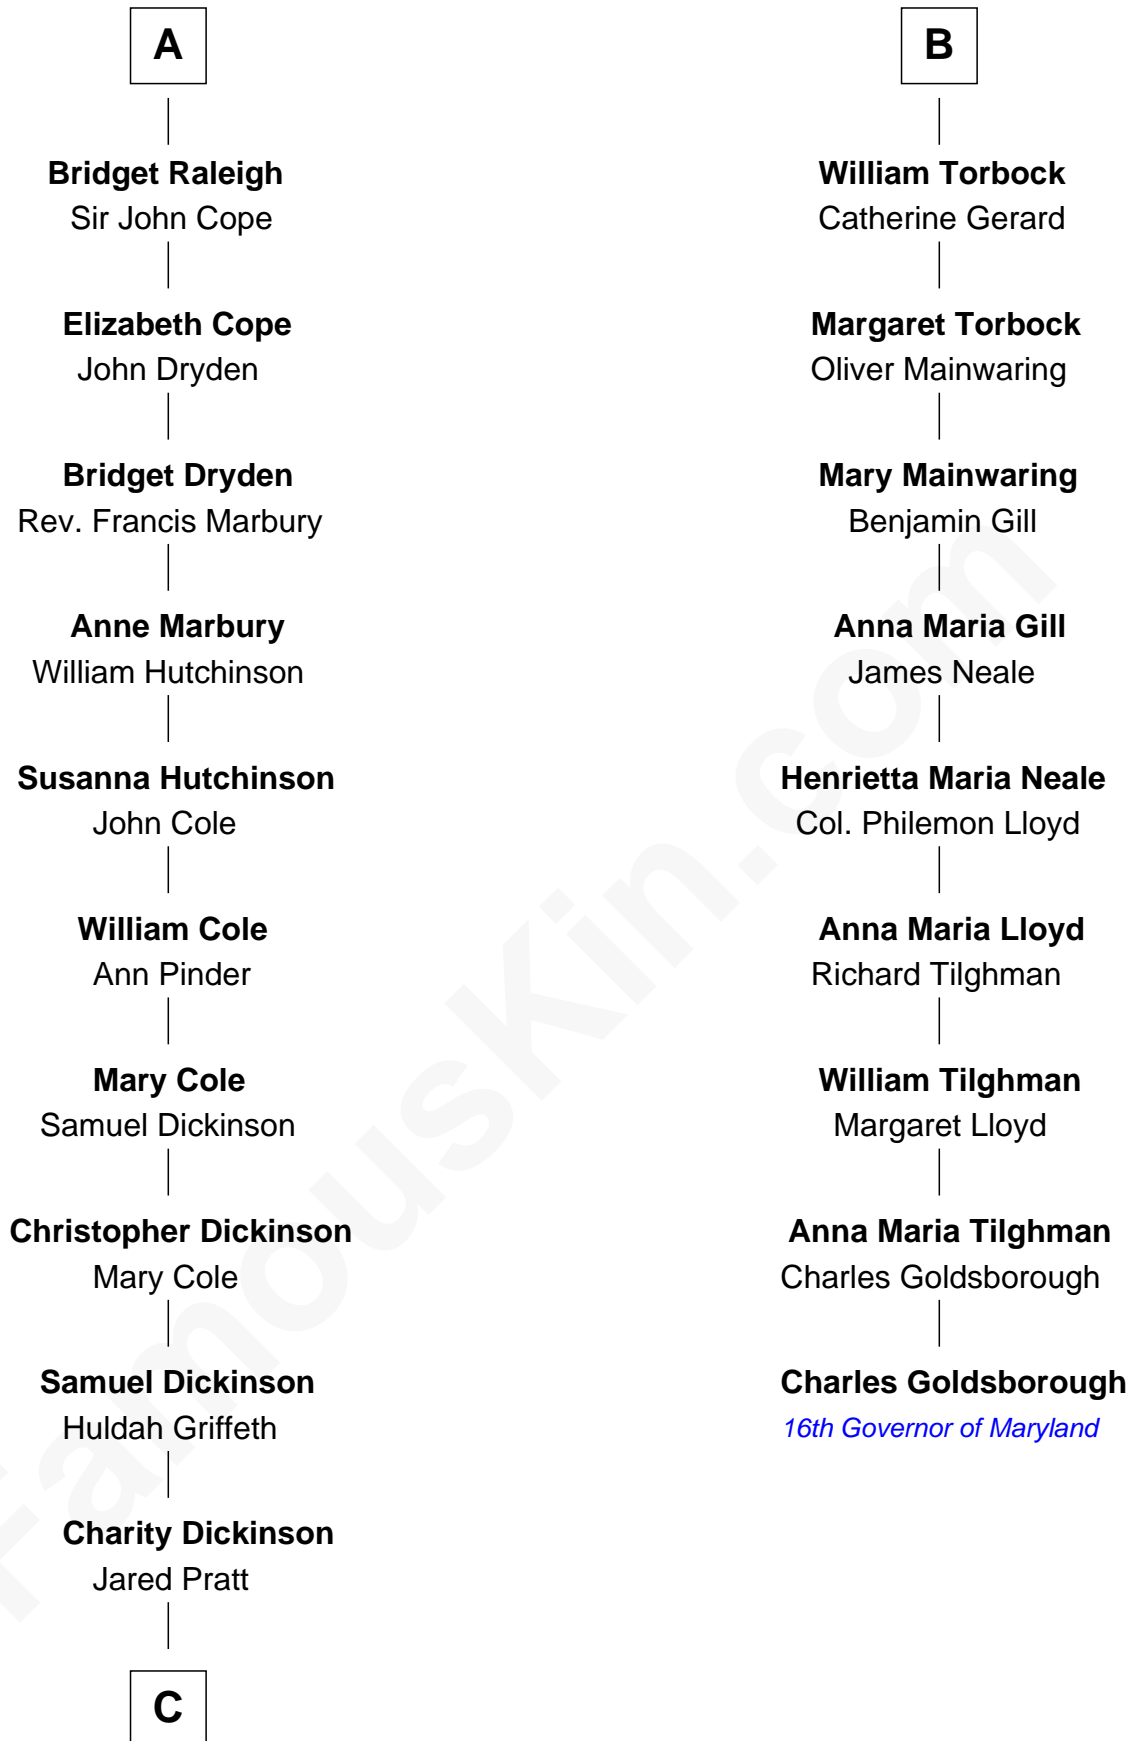 A
Bridget Raleigh
Sir John Cope
Elizabeth Cope
John Dryden
Bridget Dryden
Rev. Francis Marbury
Anne Marbury
William Hutchinson
Susanna Hutchinson
John Cole
William Cole
Ann Pinder
Mary Cole
Samuel Dickinson
Christopher Dickinson
Mary Cole
Samuel Dickinson
Huldah Griffeth
Charity Dickinson
Jared Pratt
C
B
William Torbock
Catherine Gerard
Margaret Torbock
Oliver Mainwaring
Mary Mainwaring
Benjamin Gill
Anna Maria Gill
James Neale
Henrietta Maria Neale
Col. Philemon Lloyd
Anna Maria Lloyd
Richard Tilghman
William Tilghman
Margaret Lloyd
Anna Maria Tilghman
Charles Goldsborough
Charles Goldsborough
16th Governor of Maryland
FamousKin.com